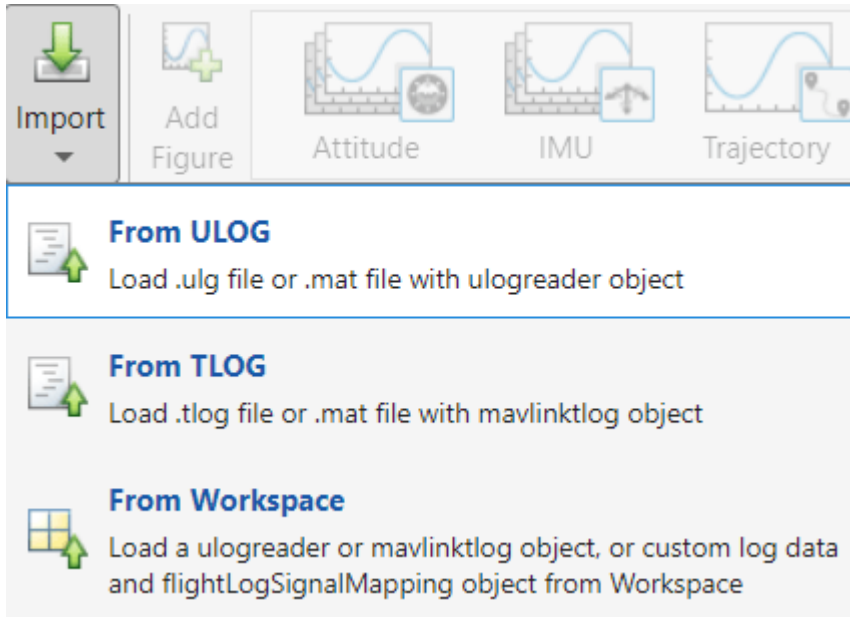 Import
Add
Figure
Attitude
IMU
Trajectory
From ULOG
Load .ulg file or .mat file with ulogreader object
From TLOG
Load .tlog file or .mat file with mavlinktlog object
From Workspace
Load a ulogreader or mavlinktlog object, or custom log data
and flightLogSignalMapping object from Workspace